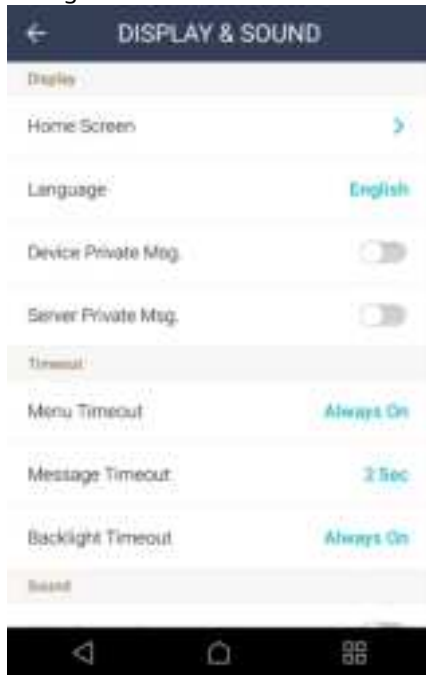 DISPLAY & SOUND
Display
Home Screen
Language English
Device Private Msg.
Server Private Msg.
Timeout
Menu Timeout Always On
Message Timeout 2 Sec
Backlight Timeout Always On
Sound